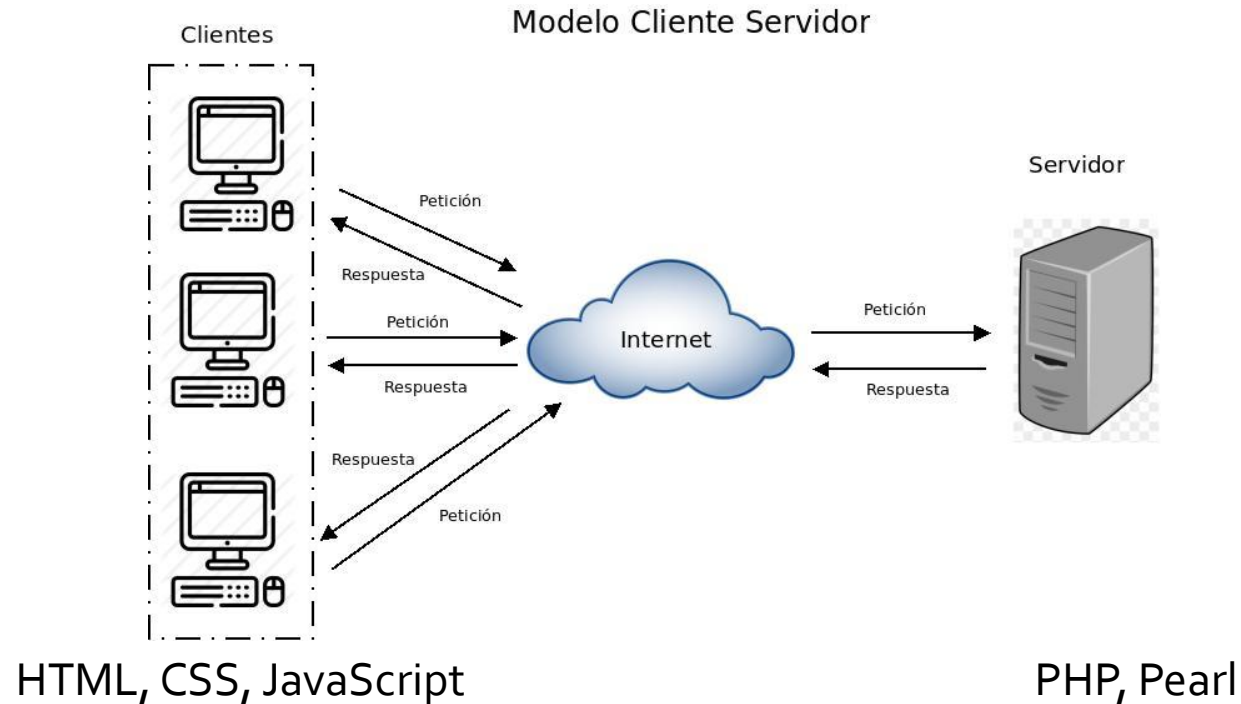 Modelo Cliente Servidor
Clientes
Servidor
Petición
Respuesta
Petición
Respuesta
Internet
Petición
Respuesta
Respuesta
Petición
HTML, CSS, JavaScript
PHP, Pearl